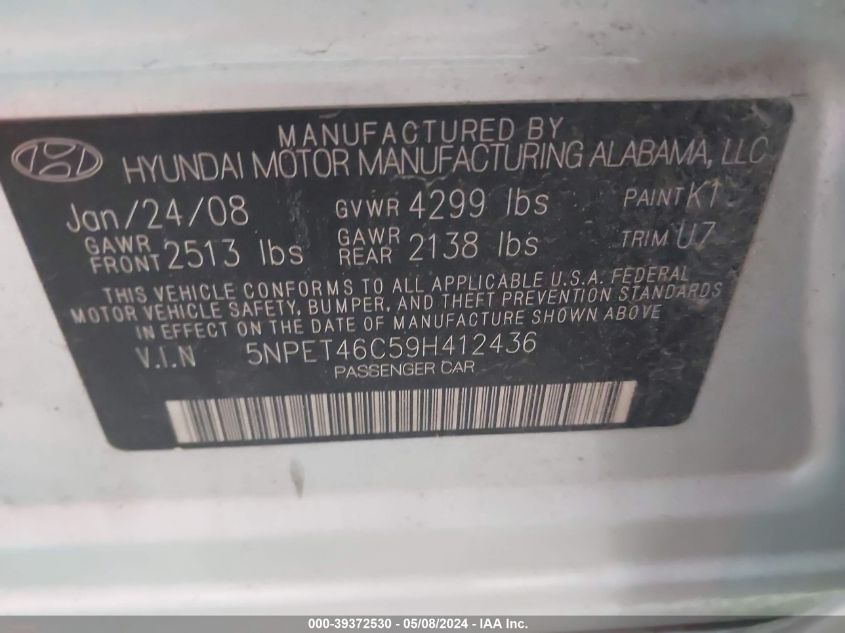 MANUFACTURED BY
HYUNDAI MOTOR MANUFACTURING ALABAMA, LLC
Jan/24/08 GVWR 4299 lbs PAINT K1
GAWR FRONT 2513 lbs GAWR REAR 2138 lbs TRIM U7
THIS VEHICLE CONFORMS TO ALL APPLICABLE U.S.A. FEDERAL
MOTOR VEHICLE SAFETY, BUMPER, AND THEFT PREVENTION STANDARDS
IN EFFECT ON THE DATE OF MANUFACTURE SHOWN ABOVE
V.I.N 5NPET46C59H412436
PASSENGER CAR
000-39372530 - 05/08/2024 - IAA Inc.